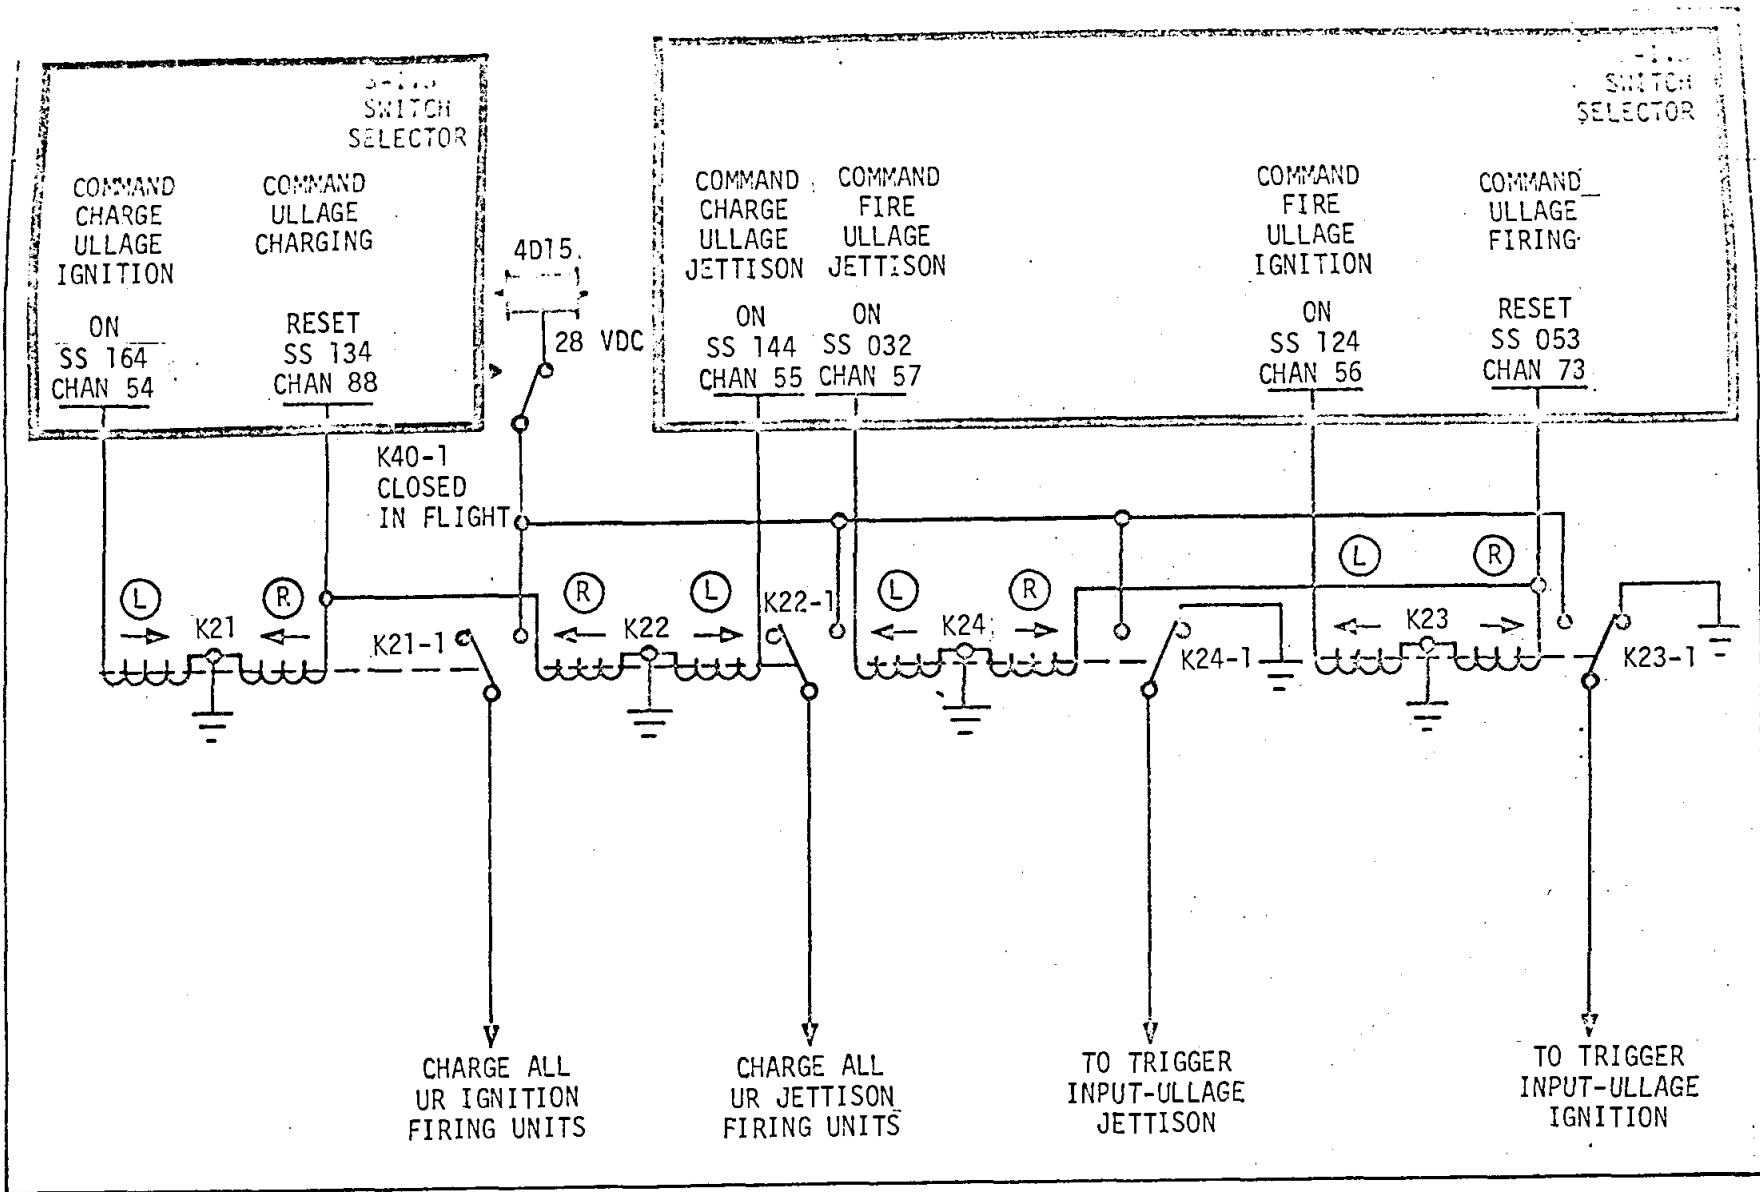 SWITCH
SELECTOR
COMMAND
CHARGE
ULLAGE
IGNITION
ON
SS 164
CHAN 54
COMMAND
ULLAGE
CHARGING
RESET
SS 134
CHAN 88
4D15
28 VDC
K40-1
CLOSED
IN FLIGHT
SWITCH
SELECTOR
COMMAND
CHARGE
ULLAGE
JETTISON
ON
SS 144
CHAN 55
COMMAND
FIRE
ULLAGE
JETTISON
ON
SS 032
CHAN 57
COMMAND
FIRE
ULLAGE
IGNITION
ON
SS 124
CHAN 56
COMMAND
ULLAGE
FIRING
RESET
SS 053
CHAN 73
L
R
K21
K21-1
R
L
K22
K22-1
L
R
K24
K24-1
L
R
K23
K23-1
CHARGE ALL
UR IGNITION
FIRING UNITS
CHARGE ALL
UR JETTISON
FIRING UNITS
TO TRIGGER
INPUT-ULLAGE
JETTISON
TO TRIGGER
INPUT-ULLAGE
IGNITION